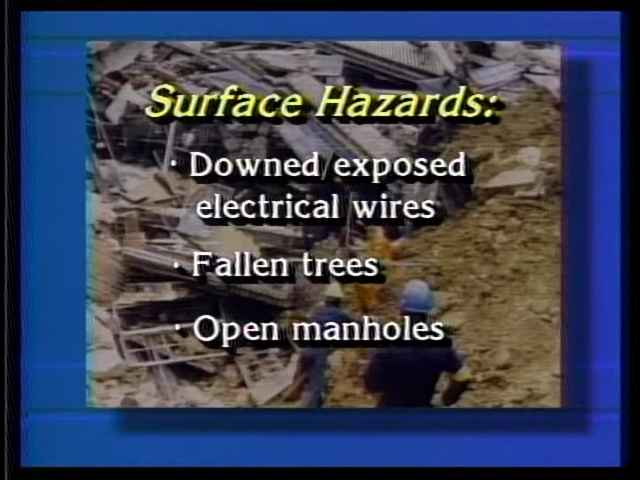 Surface Hazards:
· Downed/exposed
electrical wires
· Fallen trees
· Open manholes